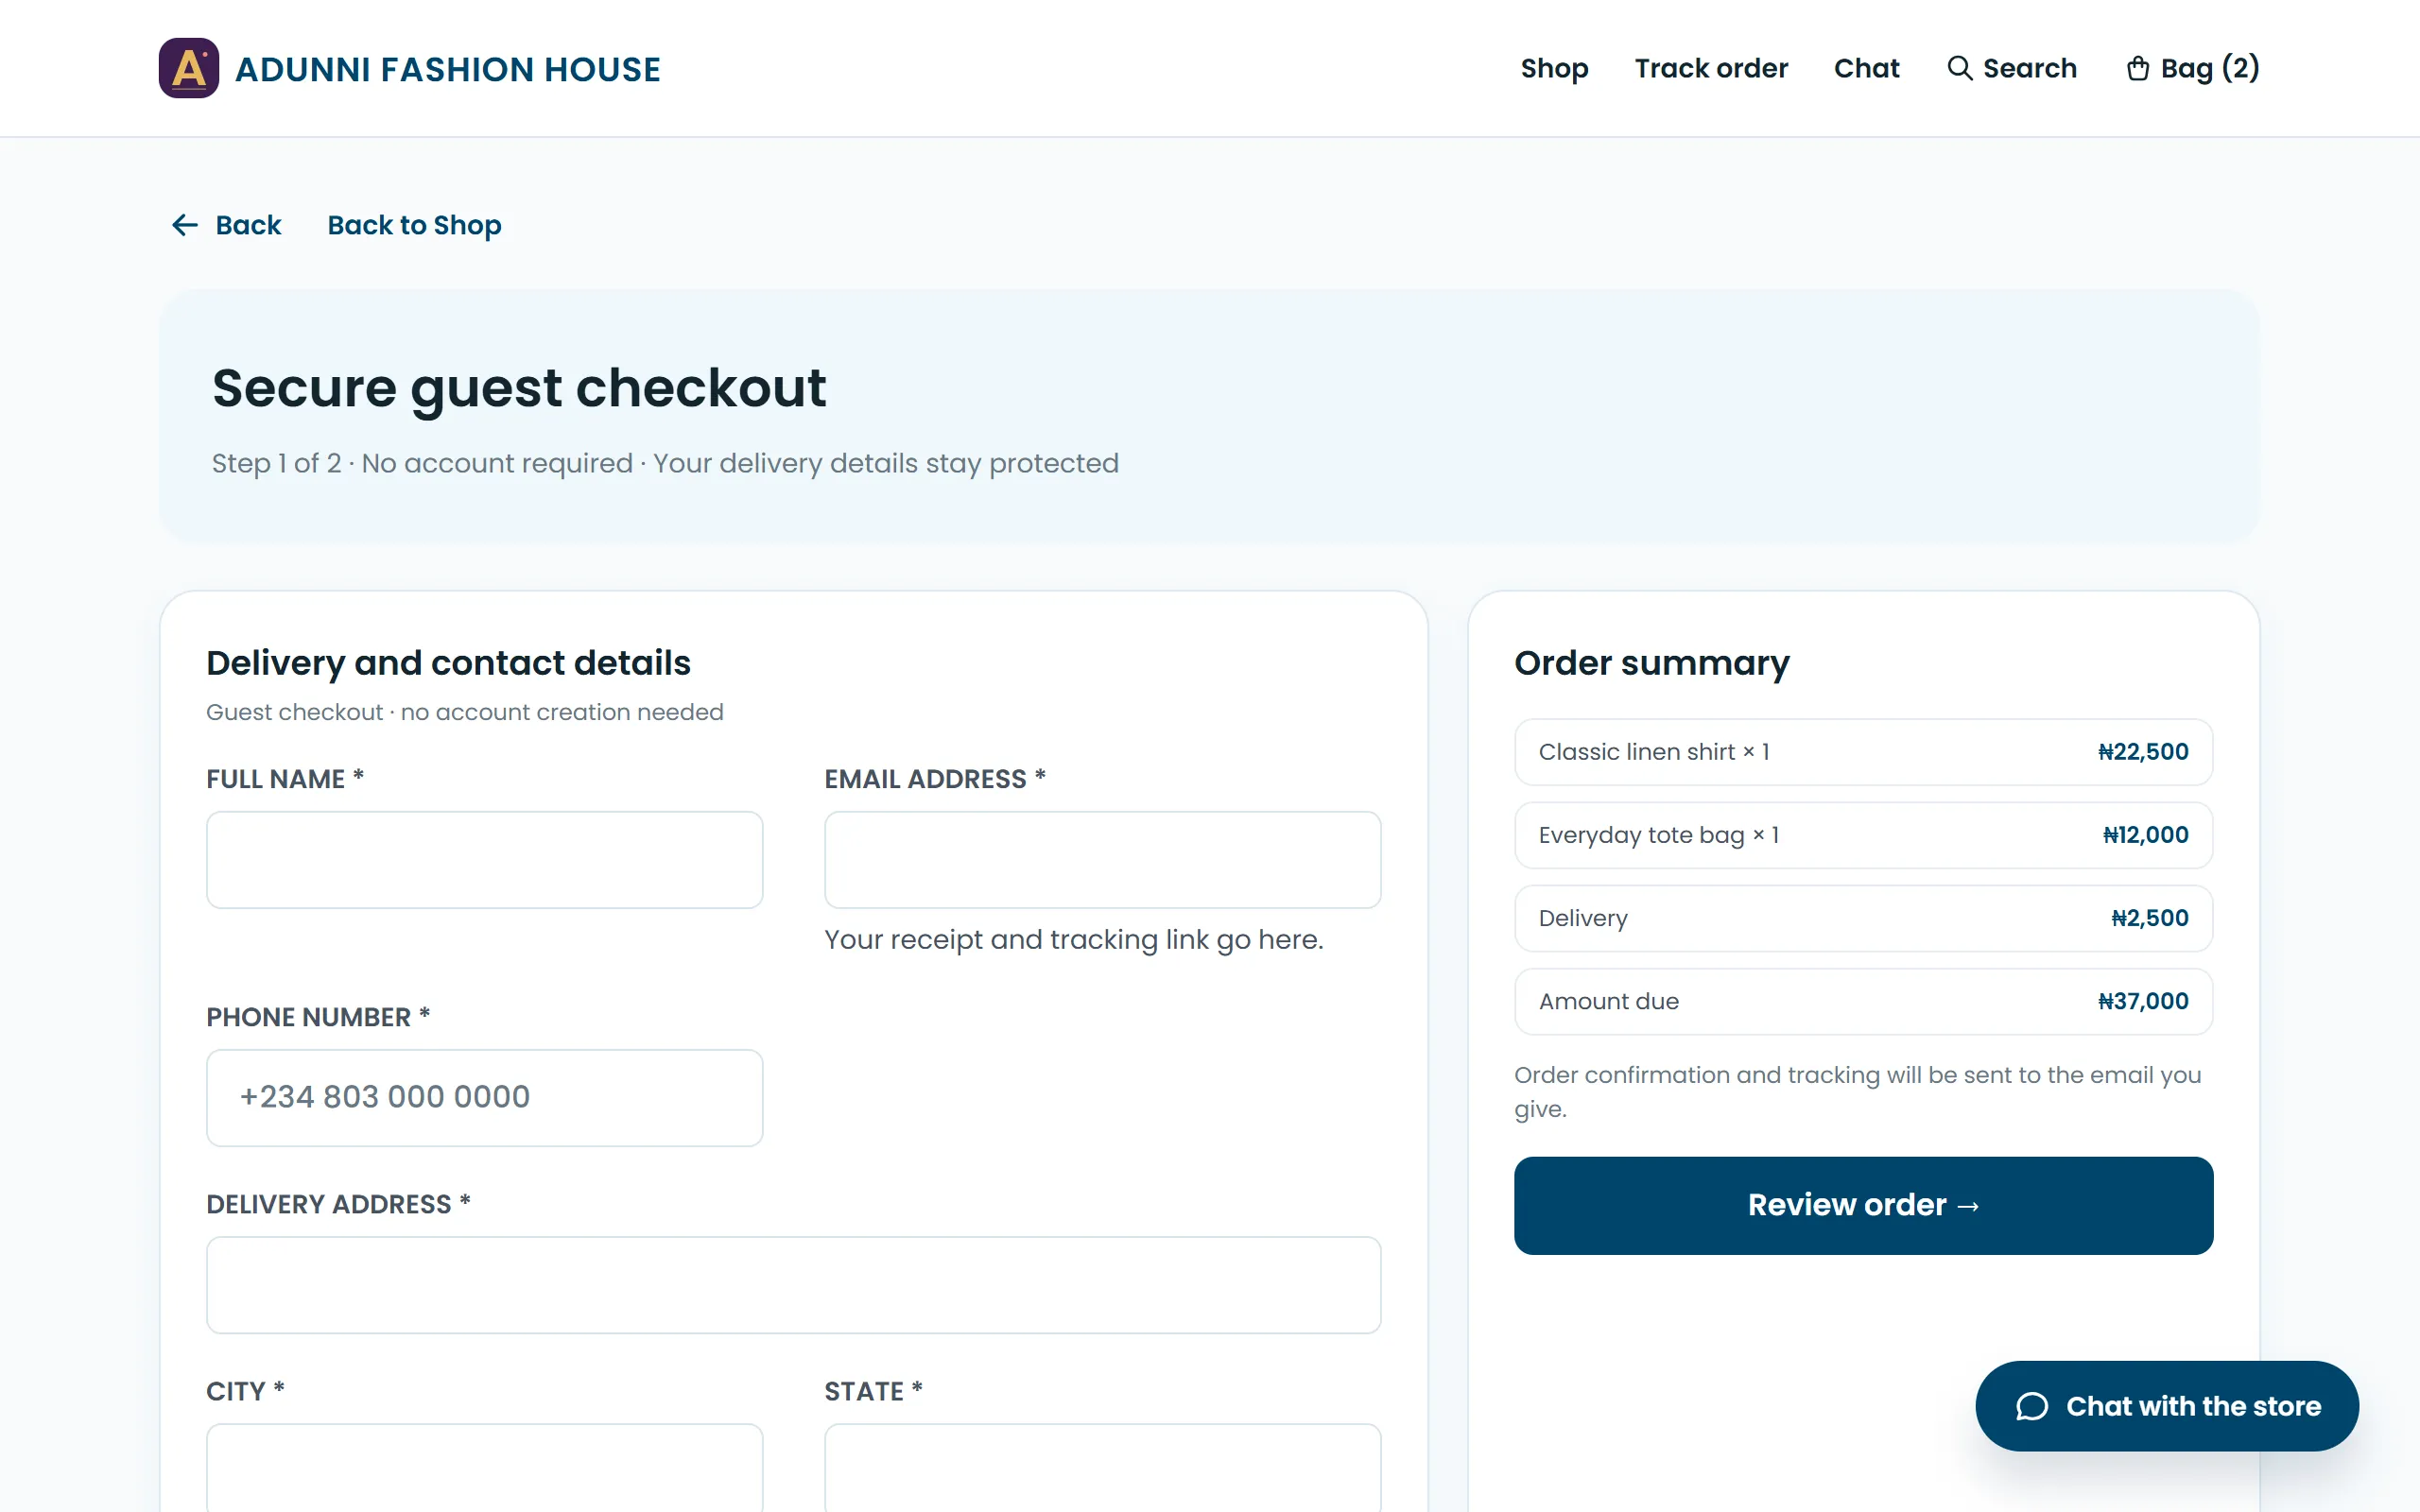 A
ADUNNI FASHION HOUSE
Shop
Track order
Chat
Search
Bag (2)
Back
Back to Shop
Secure guest checkout
Step 1 of 2 · No account required · Your delivery details stay protected
Delivery and contact details
Guest checkout · no account creation needed
FULL NAME *
EMAIL ADDRESS *
Your receipt and tracking link go here.
PHONE NUMBER *
+234 803 000 0000
DELIVERY ADDRESS *
CITY *
STATE *
Order summary
Classic linen shirt × 1 ₦22,500
Everyday tote bag × 1 ₦12,000
Delivery ₦2,500
Amount due ₦37,000
Order confirmation and tracking will be sent to the email you
give.
Review order →
Chat with the store